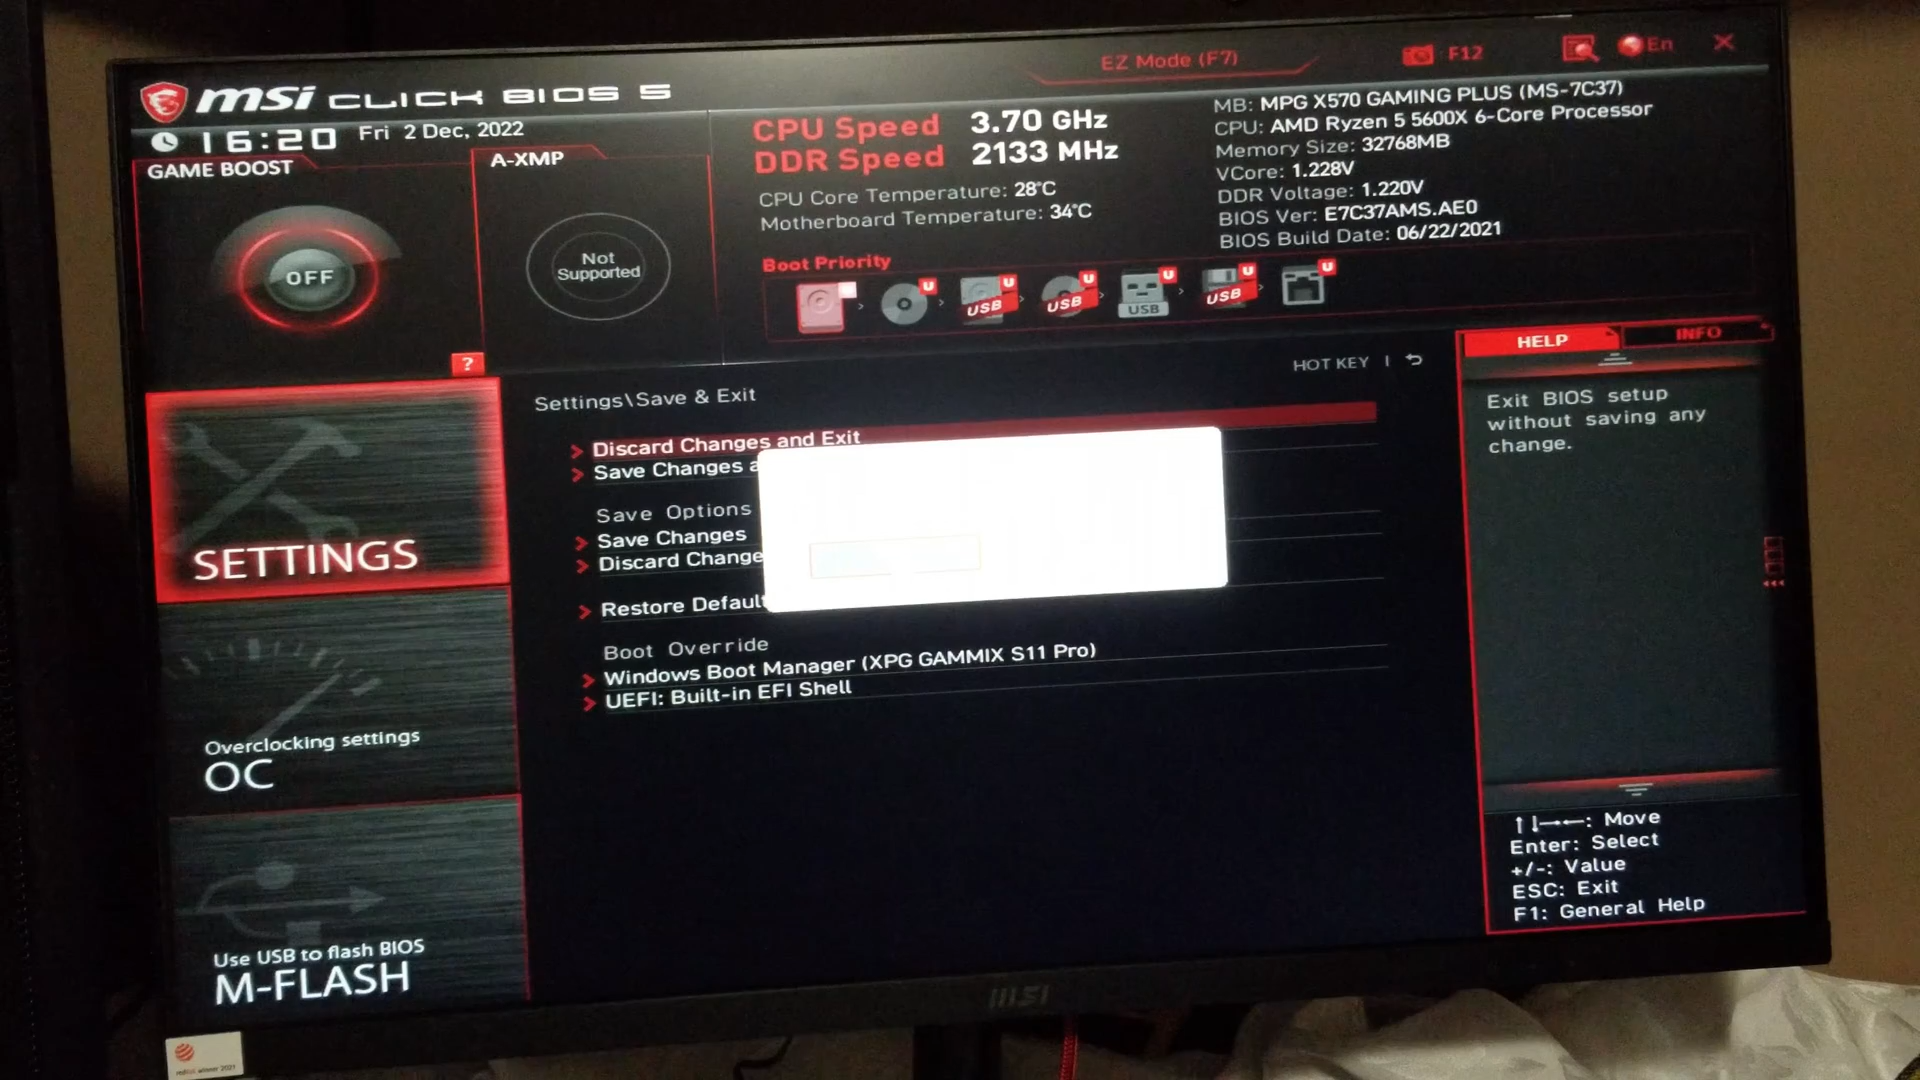 msi CLICK BIOS 5
EZ Mode (F7)
F12
En
X
16:20 Fri 2 Dec, 2022
GAME BOOST
OFF
A-XMP
Not
Supported
CPU Speed 3.70 GHz
DDR Speed 2133 MHz
CPU Core Temperature: 28°C
Motherboard Temperature: 34°C
MB: MPG X570 GAMING PLUS (MS-7C37)
CPU: AMD Ryzen 5 5600X 6-Core Processor
Memory Size: 32768MB
VCore: 1.228V
DDR Voltage: 1.220V
BIOS Ver: E7C37AMS.AE0
BIOS Build Date: 06/22/2021
Boot Priority
U U U U U U
USB USB USB USB
?
SETTINGS
Overclocking settings
OC
Use USB to flash BIOS
M-FLASH
HOT KEY |
Settings\Save & Exit
> Discard Changes and Exit
> Save Changes a
Save Options
> Save Changes
> Discard Change
> Restore Default
Boot Override
> Windows Boot Manager (XPG GAMMIX S11 Pro)
> UEFI: Built-in EFI Shell
HELP
INFO
Exit BIOS setup
without saving any
change.
↑↓→←: Move
Enter: Select
+/-: Value
ESC: Exit
F1: General Help
msi
reddot winner 2021